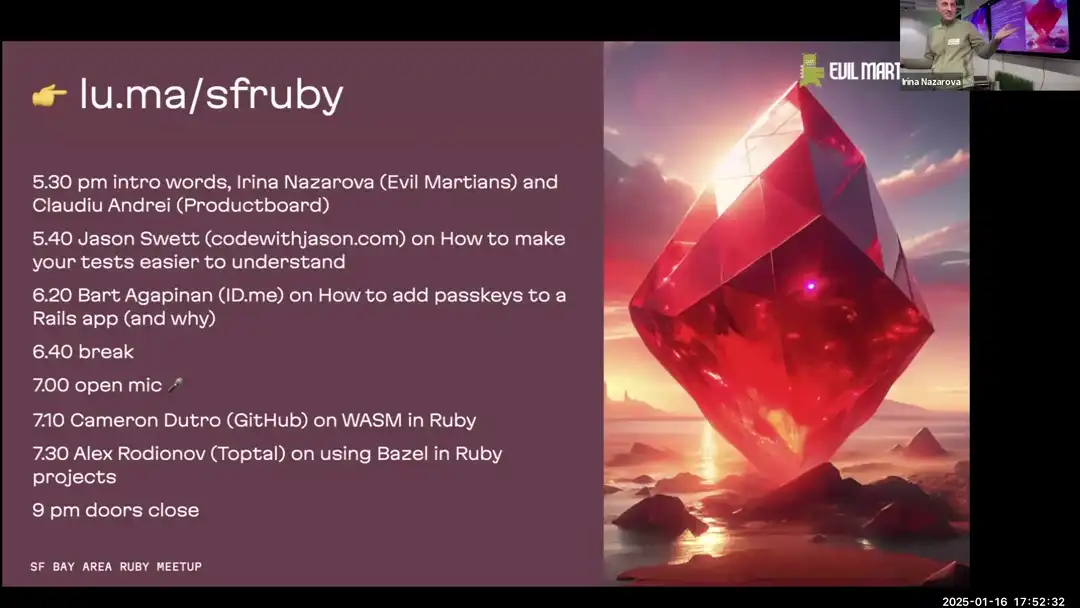 lu.ma/sfruby
5.30 pm intro words, Irina Nazarova (Evil Martians) and
Claudiu Andrei (Productboard)
5.40 Jason Swett (codewithjason.com) on How to make
your tests easier to understand
6.20 Bart Agapinan (ID.me) on How to add passkeys to a
Rails app (and why)
6.40 break
7.00 open mic
7.10 Cameron Dutro (GitHub) on WASM in Ruby
7.30 Alex Rodionov (Toptal) on using Bazel in Ruby
projects
9 pm doors close
SF BAY AREA RUBY MEETUP
EVIL MART
Irina Nazarova
2025-01-16 17:52:32